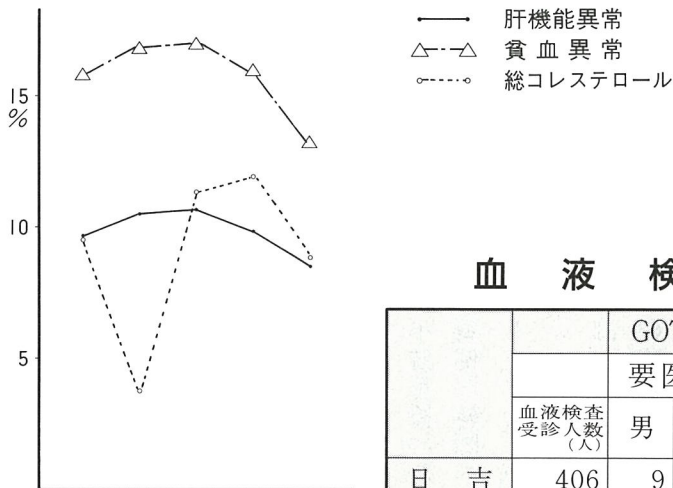 肝機能異常
貧血異常
総コレステロール
15
%
10
5
血液検
GOT
要医
血液検査
受診人数
(人)
男
日吉
406
9